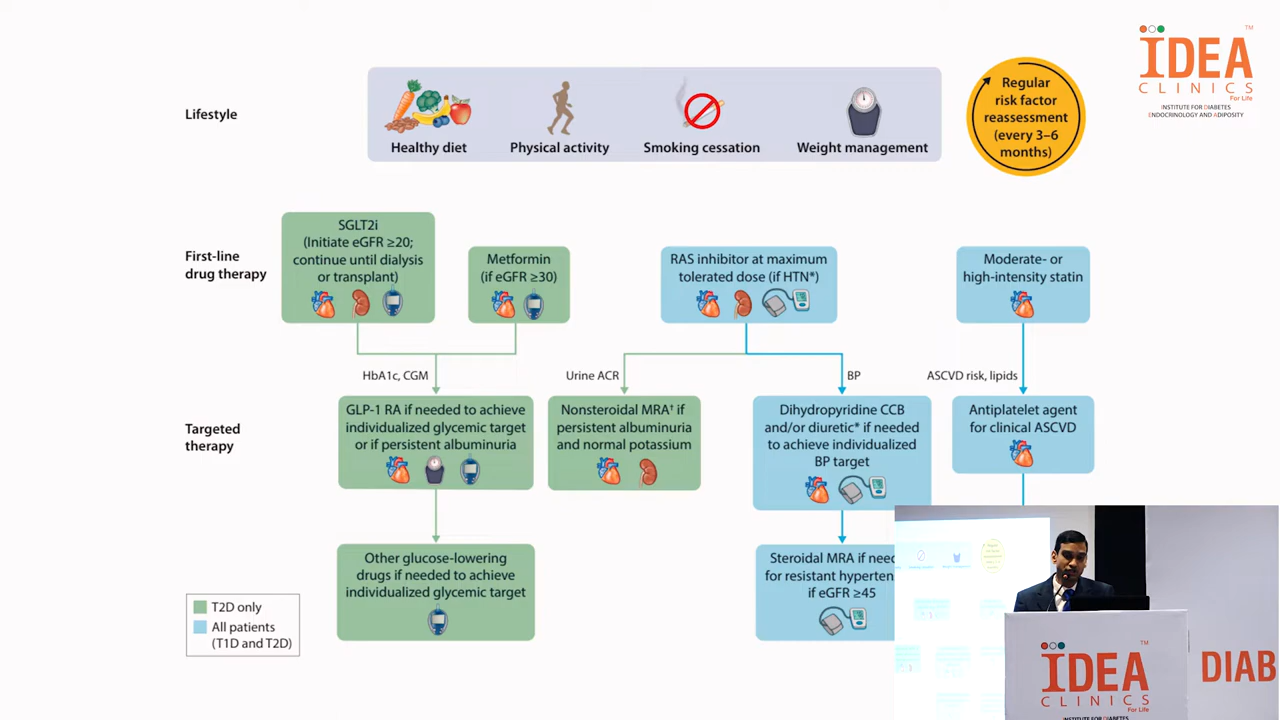 TM
IDEA
CLINICS
For Life
INSTITUTE FOR DIABETES
ENDOCRINOLOGY AND ADIPOSITY
Lifestyle
Healthy diet
Physical activity
Smoking cessation
Weight management
Regular
risk factor
reassessment
(every 3–6
months)
First-line
drug therapy
SGLT2i
(Initiate eGFR ≥20;
continue until dialysis
or transplant)
Metformin
(if eGFR ≥30)
RAS inhibitor at maximum
tolerated dose (if HTN*)
Moderate- or
high-intensity statin
HbA1c, CGM
Urine ACR
BP
ASCVD risk, lipids
Targeted
therapy
GLP-1 RA if needed to achieve
individualized glycemic target
or if persistent albuminuria
Nonsteroidal MRA† if
persistent albuminuria
and normal potassium
Dihydropyridine CCB
and/or diuretic* if needed
to achieve individualized
BP target
Antiplatelet agent
for clinical ASCVD
Other glucose-lowering
drugs if needed to achieve
individualized glycemic target
Steroidal MRA if need
for resistant hyperten
if eGFR ≥45
T2D only
All patients
(T1D and T2D)
TM
IDEA
CLINICS
For Life
INSTITUTE FOR DIABETES
DIAB